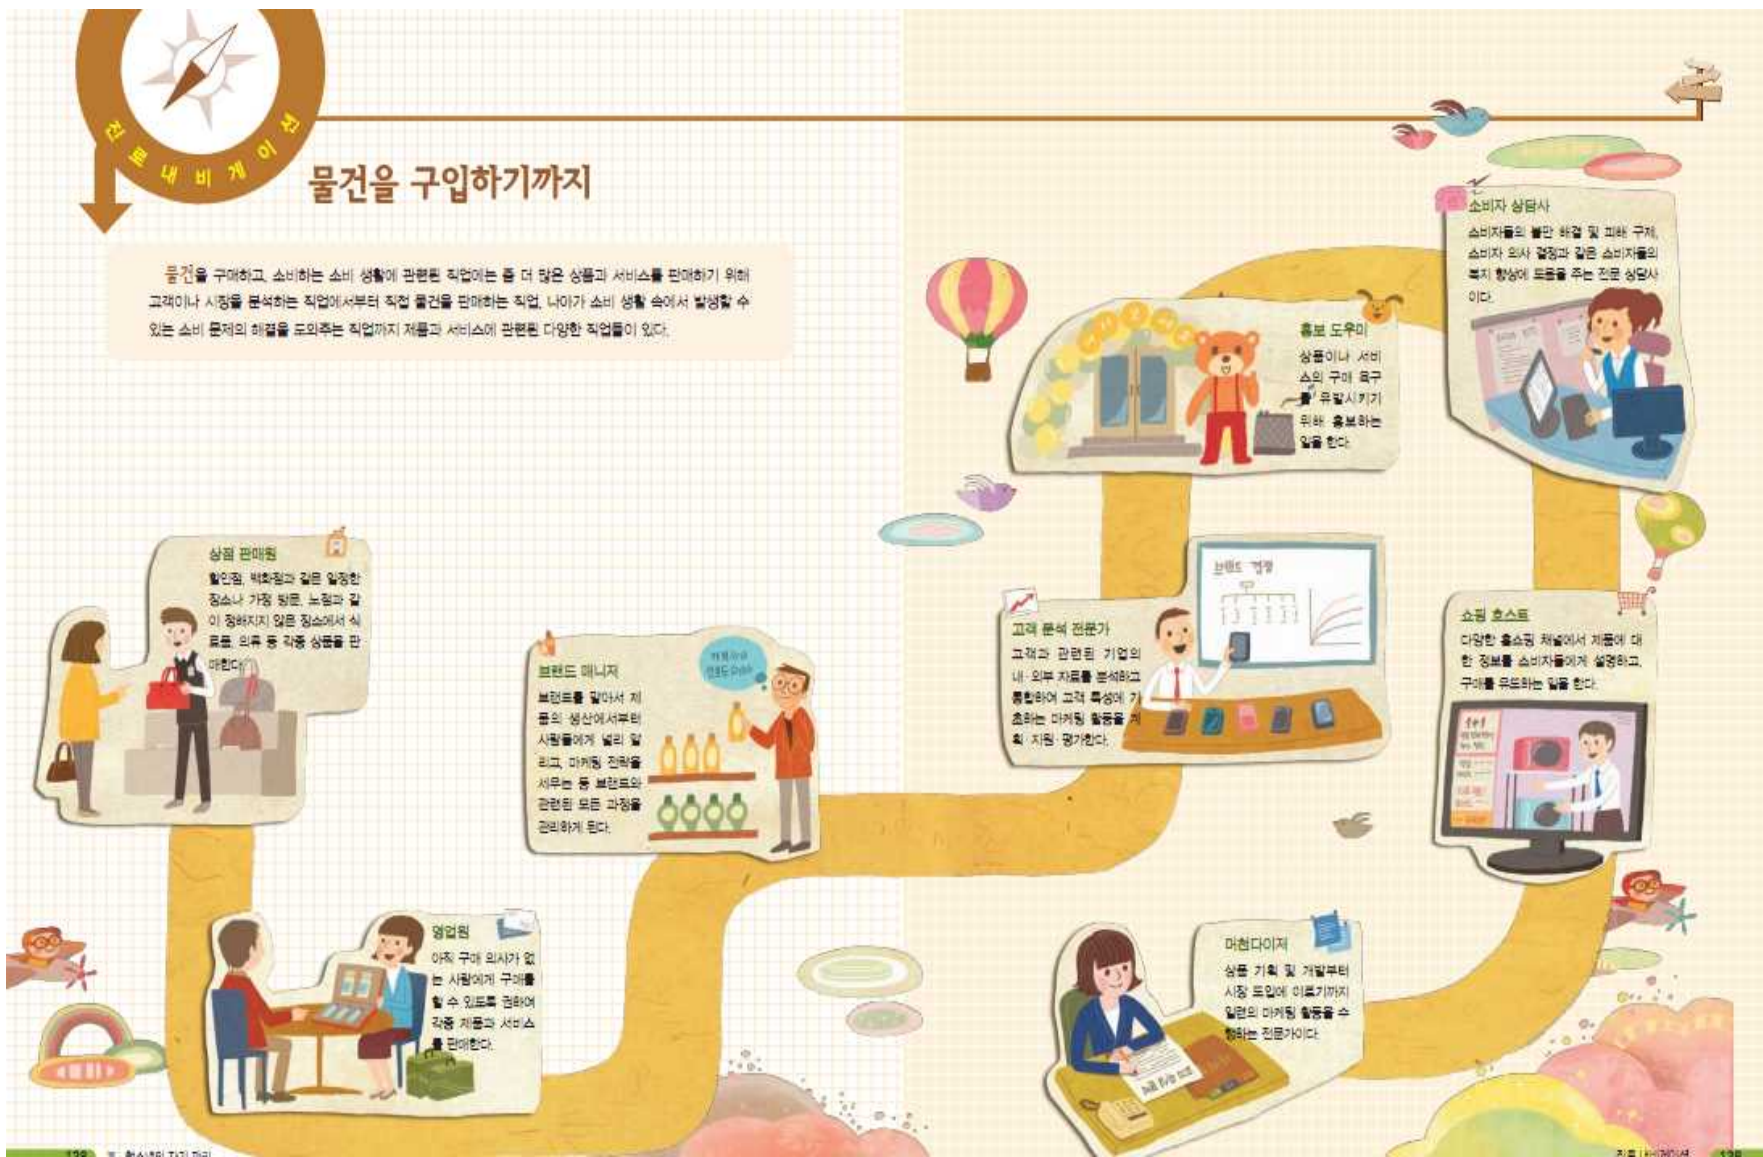 진로 내비게이션
물건을 구입하기까지
물건을 구매하고, 소비하는 소비 생활에 관련된 직업에는 좀 더 많은 상품과 서비스를 판매하기 위해
고객이나 시장을 분석하는 직업에서부터 직접 물건을 판매하는 직업, 나아가 소비 생활 속에서 발생할 수
있는 소비 문제의 해결을 도와주는 직업까지 제품과 서비스에 관련된 다양한 직업들이 있다.
상점 판매원
할인점, 백화점과 같은 일정한
장소나 가정 방문, 노점과 같
이 정해지지 않은 장소에서 식
료품, 의류 등 각종 상품을 판
매한다.
영업원
아직 구매 의사가 없
는 사람에게 구매를
할 수 있도록 권하여
각종 제품과 서비스
를 판매한다.
브랜드 매니저
브랜드를 맡아서 제
품의 생산에서부터
사람들에게 널리 알
리고, 마케팅 전략을
세우는 등 브랜드와
관련된 모든 과정을
관리하게 된다.
고객 분석 전문가
고객과 관련된 기업의
내·외부 자료를 분석하고
통합하여 고객 특성에 기
초하는 마케팅 활동을 계
획·지원·평가한다.
브랜드 경쟁
홍보 도우미
상품이나 서비
스의 구매 욕구
를 유발시키기
위해 홍보하는
일을 한다.
소비자 상담사
소비자들의 불만 해결 및 피해 구제,
소비자 의사 결정과 같은 소비자들의
복지 향상에 도움을 주는 전문 상담사
이다.
쇼핑 호스트
다양한 홈쇼핑 채널에서 제품에 대
한 정보를 소비자들에게 설명하고,
구매를 유도하는 일을 한다.
머천다이저
상품 기획 및 개발부터
시장 도입에 이르기까지
일련의 마케팅 활동을 수
행하는 전문가이다.